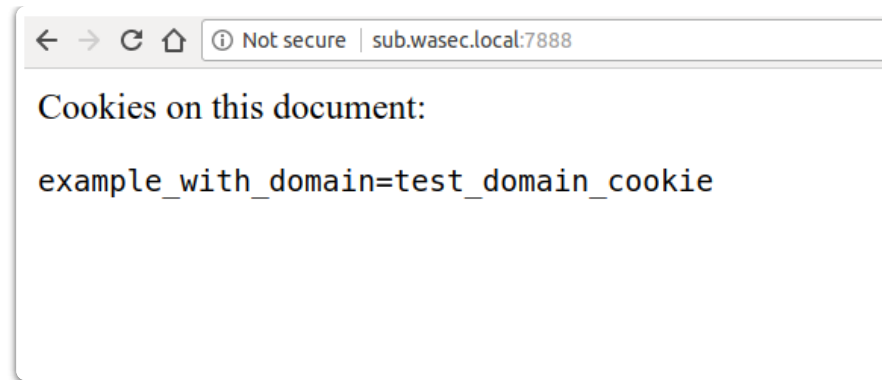 Not secure sub.wasec.local:7888
Cookies on this document:
example_with_domain=test_domain_cookie